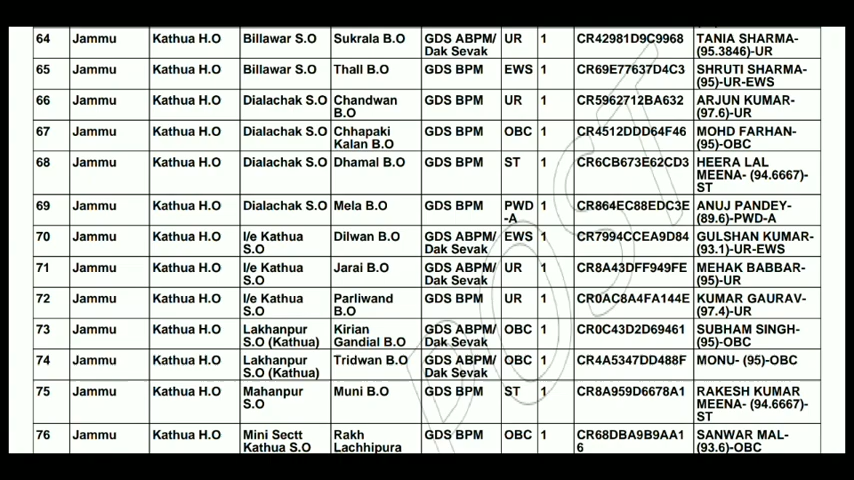 64 Jammu Kathua H.O Billawar S.O Sukrala B.O GDS ABPM/ Dak Sevak UR 1 CR42981D9C9968 TANIA SHARMA- (95.3846)-UR
65 Jammu Kathua H.O Billawar S.O Thall B.O GDS BPM EWS 1 CR69E77637D4C3 SHRUTI SHARMA- (95)-UR-EWS
66 Jammu Kathua H.O Dialachak S.O Chandwan B.O GDS BPM UR 1 CR5962712BA632 ARJUN KUMAR- (97.6)-UR
67 Jammu Kathua H.O Dialachak S.O Chhapaki Kalan B.O GDS BPM OBC 1 CR4512DDD64F46 MOHD FARHAN- (95)-OBC
68 Jammu Kathua H.O Dialachak S.O Dhamal B.O GDS BPM ST 1 CR6CB673E62CD3 HEERA LAL MEENA- (94.6667)- ST
69 Jammu Kathua H.O Dialachak S.O Mela B.O GDS BPM PWD -A 1 CR864EC88EDC3E ANUJ PANDEY- (89.6)-PWD-A
70 Jammu Kathua H.O I/e Kathua S.O Dilwan B.O GDS ABPM/ Dak Sevak EWS 1 CR7994CCEA9D84 GULSHAN KUMAR- (93.1)-UR-EWS
71 Jammu Kathua H.O I/e Kathua S.O Jarai B.O GDS ABPM/ Dak Sevak UR 1 CR8A43DFF949FE MEHAK BABBAR- (95)-UR
72 Jammu Kathua H.O I/e Kathua S.O Parliwand B.O GDS BPM UR 1 CR0AC8A4FA144E KUMAR GAURAV- (97.4)-UR
73 Jammu Kathua H.O Lakhanpur S.O (Kathua) Kirian Gandial B.O GDS ABPM/ Dak Sevak OBC 1 CR0C43D2D69461 SUBHAM SINGH- (95)-OBC
74 Jammu Kathua H.O Lakhanpur S.O (Kathua) Tridwan B.O GDS ABPM/ Dak Sevak OBC 1 CR4A5347DD488F MONU- (95)-OBC
75 Jammu Kathua H.O Mahanpur S.O Muni B.O GDS BPM ST 1 CR8A959D6678A1 RAKESH KUMAR MEENA- (94.6667)- ST
76 Jammu Kathua H.O Mini Sectt Kathua S.O Rakh Lachhipura GDS BPM OBC 1 CR68DBA9B9AA1 6 SANWAR MAL- (93.6)-OBC
POST